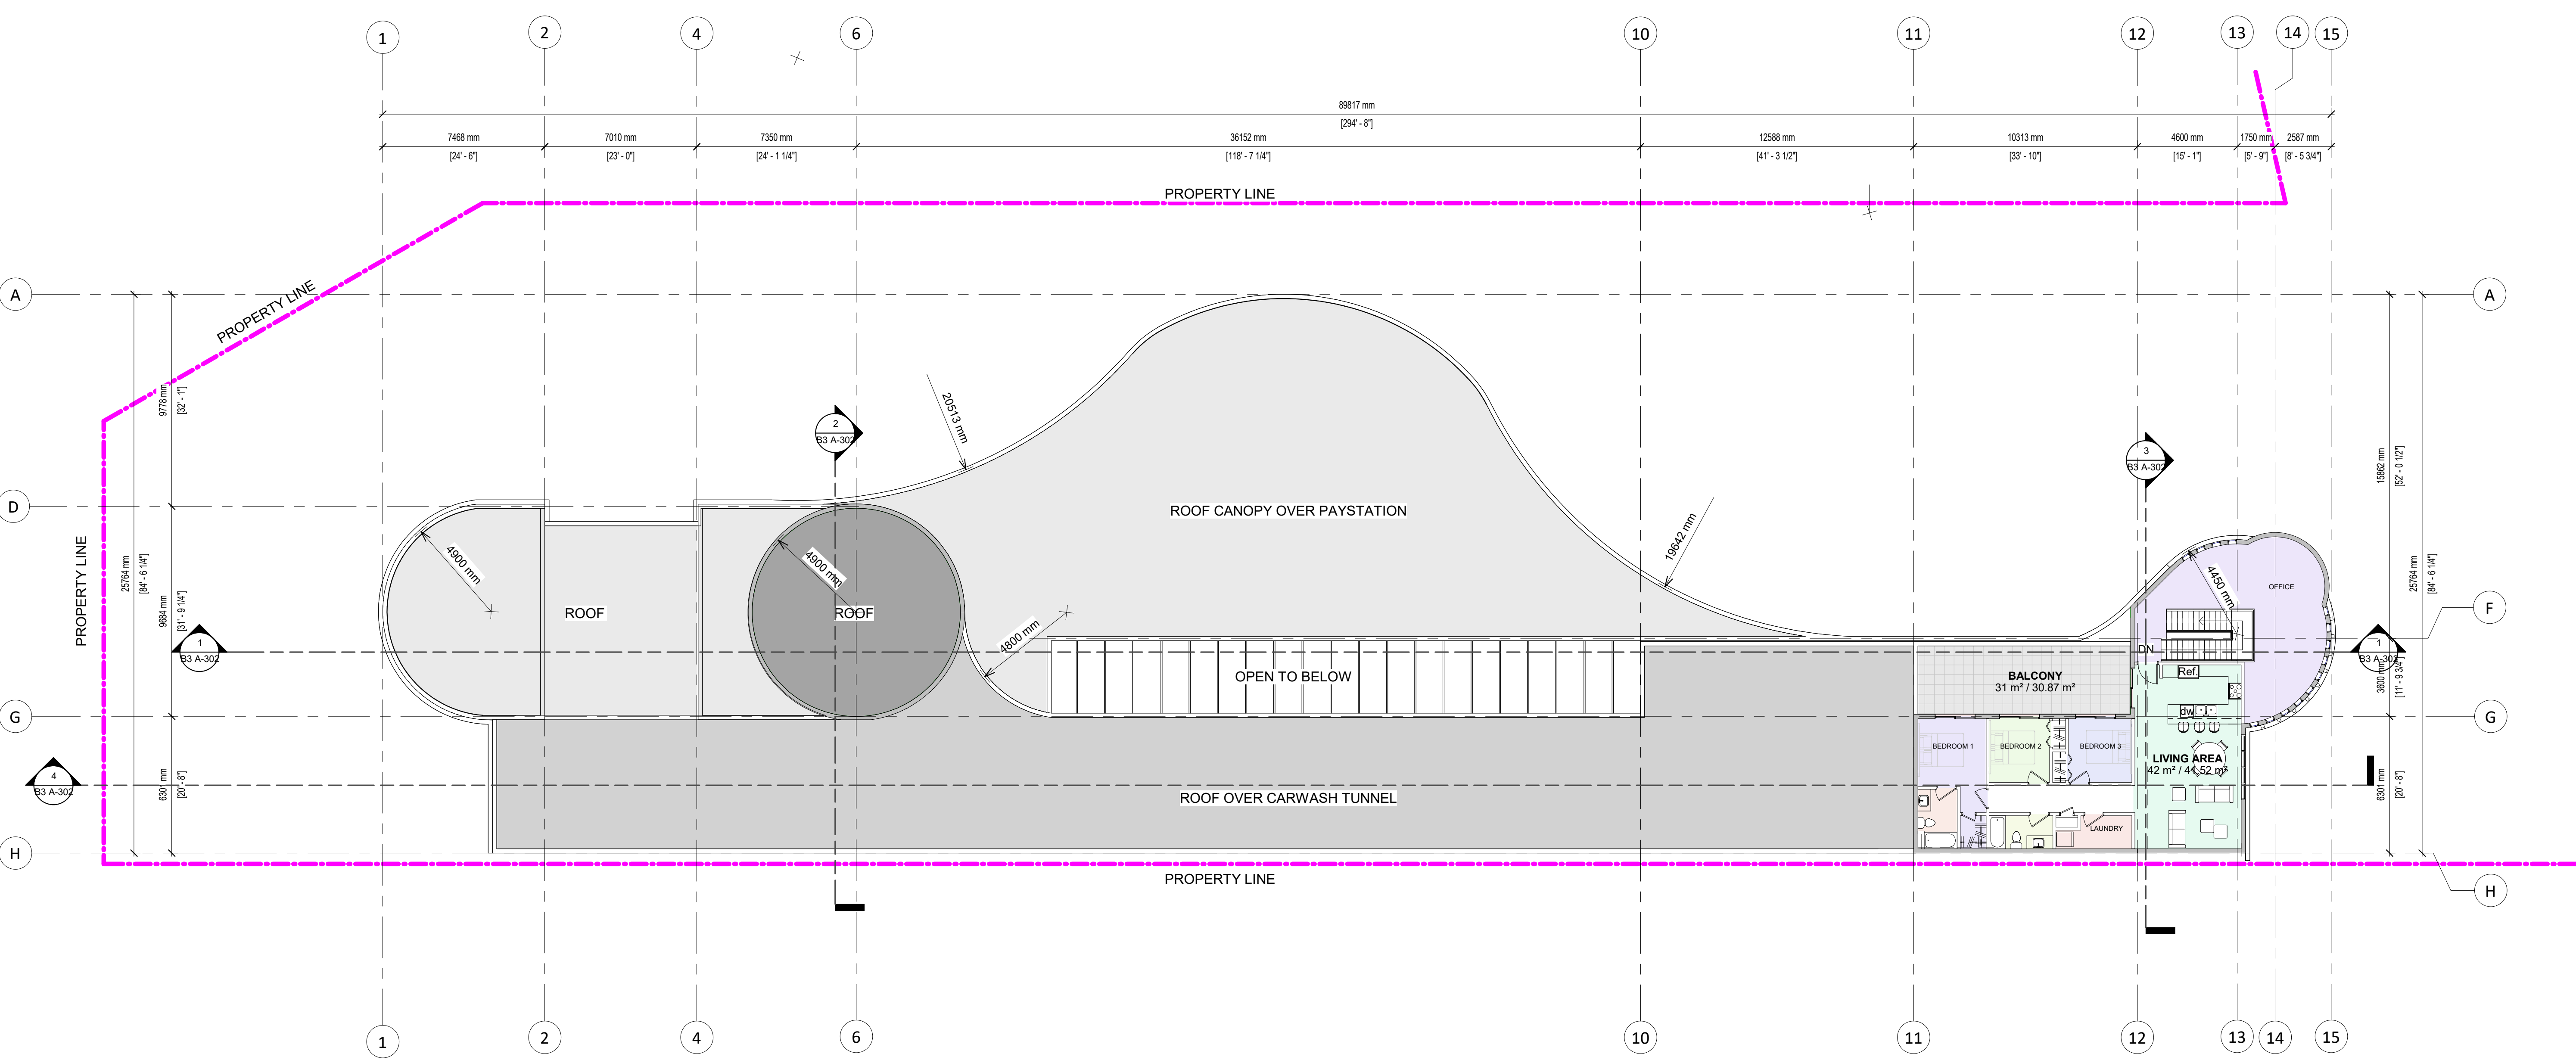 1
2
4
6
10
11
12
13
14
15
89817 mm
[294' - 8"]
7468 mm
7010 mm
7350 mm
36152 mm
12588 mm
10313 mm
4600 mm
1750 mm
2587 mm
[24' - 6"]
[23' - 0"]
[24' - 1 1/4"]
[118' - 7 1/4"]
[41' - 3 1/2"]
[33' - 10"]
[15' - 1"]
[5' - 9"]
[8' - 5 3/4"]
PROPERTY LINE
PROPERTY LINE
A
A
9778 mm
[32' - 1"]
20513 mm
2
B3 A-302
3
B3 A-302
15862 mm
[52' - 0 1/2"]
D
ROOF CANOPY OVER PAYSTATION
19642 mm
PROPERTY LINE
25764 mm
[84' - 6 1/4"]
9684 mm
[31' - 9 1/4"]
4900 mm
4900 mm
4450 mm
OFFICE
25764 mm
[84' - 6 1/4"]
ROOF
ROOF
F
4800 mm
1
B3 A-302
DN
1
B3 A-302
Ref.
OPEN TO BELOW
BALCONY
31 m² / 30.87 m²
3600 mm
[11' - 9 3/4"]
G
dw
G
BEDROOM 1
BEDROOM 2
BEDROOM 3
LIVING AREA
42 m² / 41.52 m²
4
B3 A-302
6301 mm
[20' - 8"]
ROOF OVER CARWASH TUNNEL
6301 mm
[20' - 8"]
LAUNDRY
H
PROPERTY LINE
H
1
2
4
6
10
11
12
13
14
15